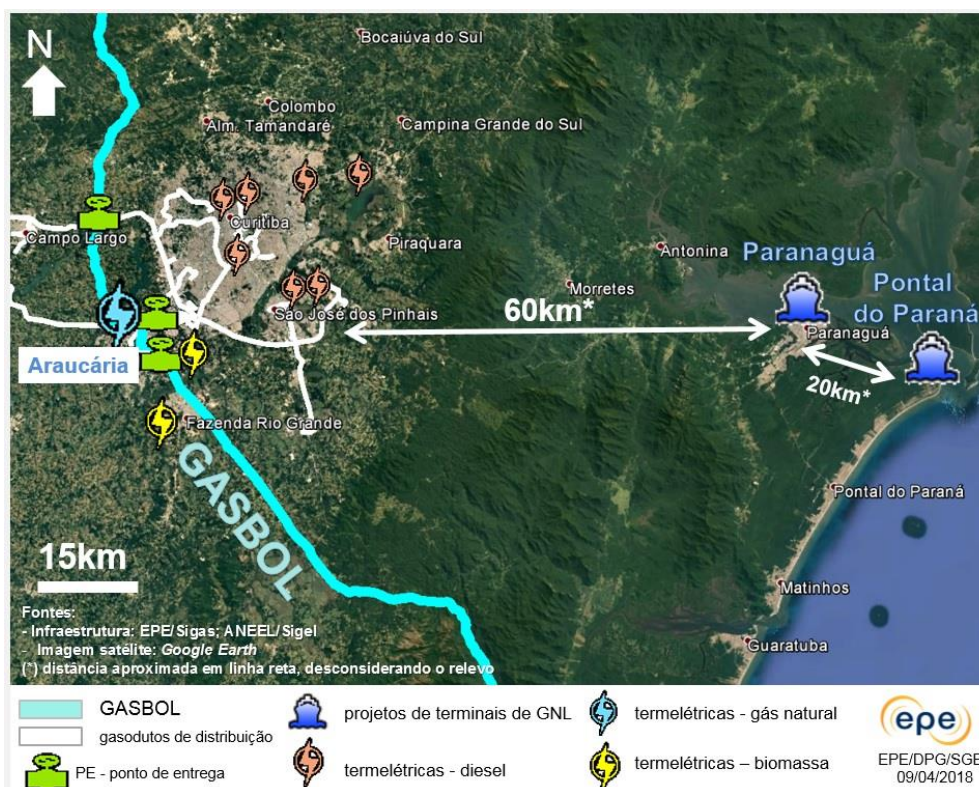 N
Bocaiúva do Sul
Colombo
Alm. Tamandaré
Campina Grande do Sul
Curitiba
Campo Largo
Piraquara
Antonina
Paranaguá
Pontal
do Paraná
Morretes
60km*
São José dos Pinhais
Paranaguá
20km*
Araucária
Fazenda Rio Grande
GASBOL
Pontal do Paraná
15km
Matinhos
Guaratuba
Fontes:
- Infraestrutura: EPE/Sigas; ANEEL/Sigel
- Imagem satélite: Google Earth
(*) distância aproximada em linha reta, desconsiderando o relevo
GASBOL
gasodutos de distribuição
PE - ponto de entrega
projetos de terminais de GNL
termelétricas - diesel
termelétricas - gás natural
termelétricas – biomassa
epe
EPE/DPG/SGB
09/04/2018